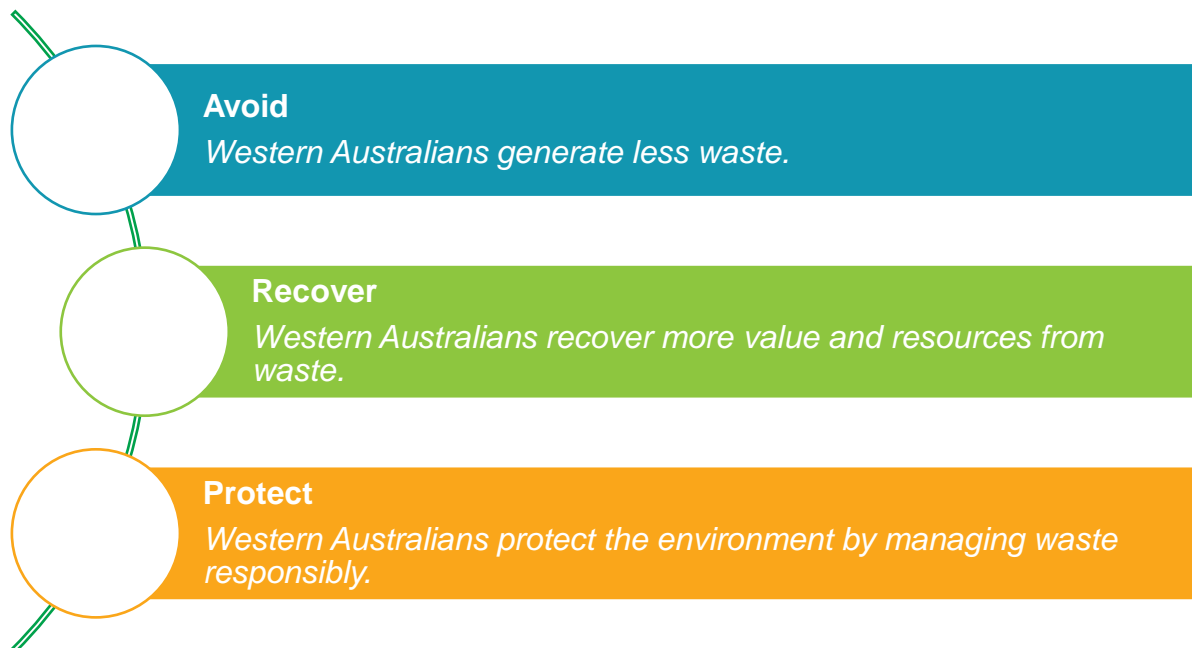 Avoid
Western Australians generate less waste.
Recover
Western Australians recover more value and resources from
waste.
Protect
Western Australians protect the environment by managing waste
responsibly.